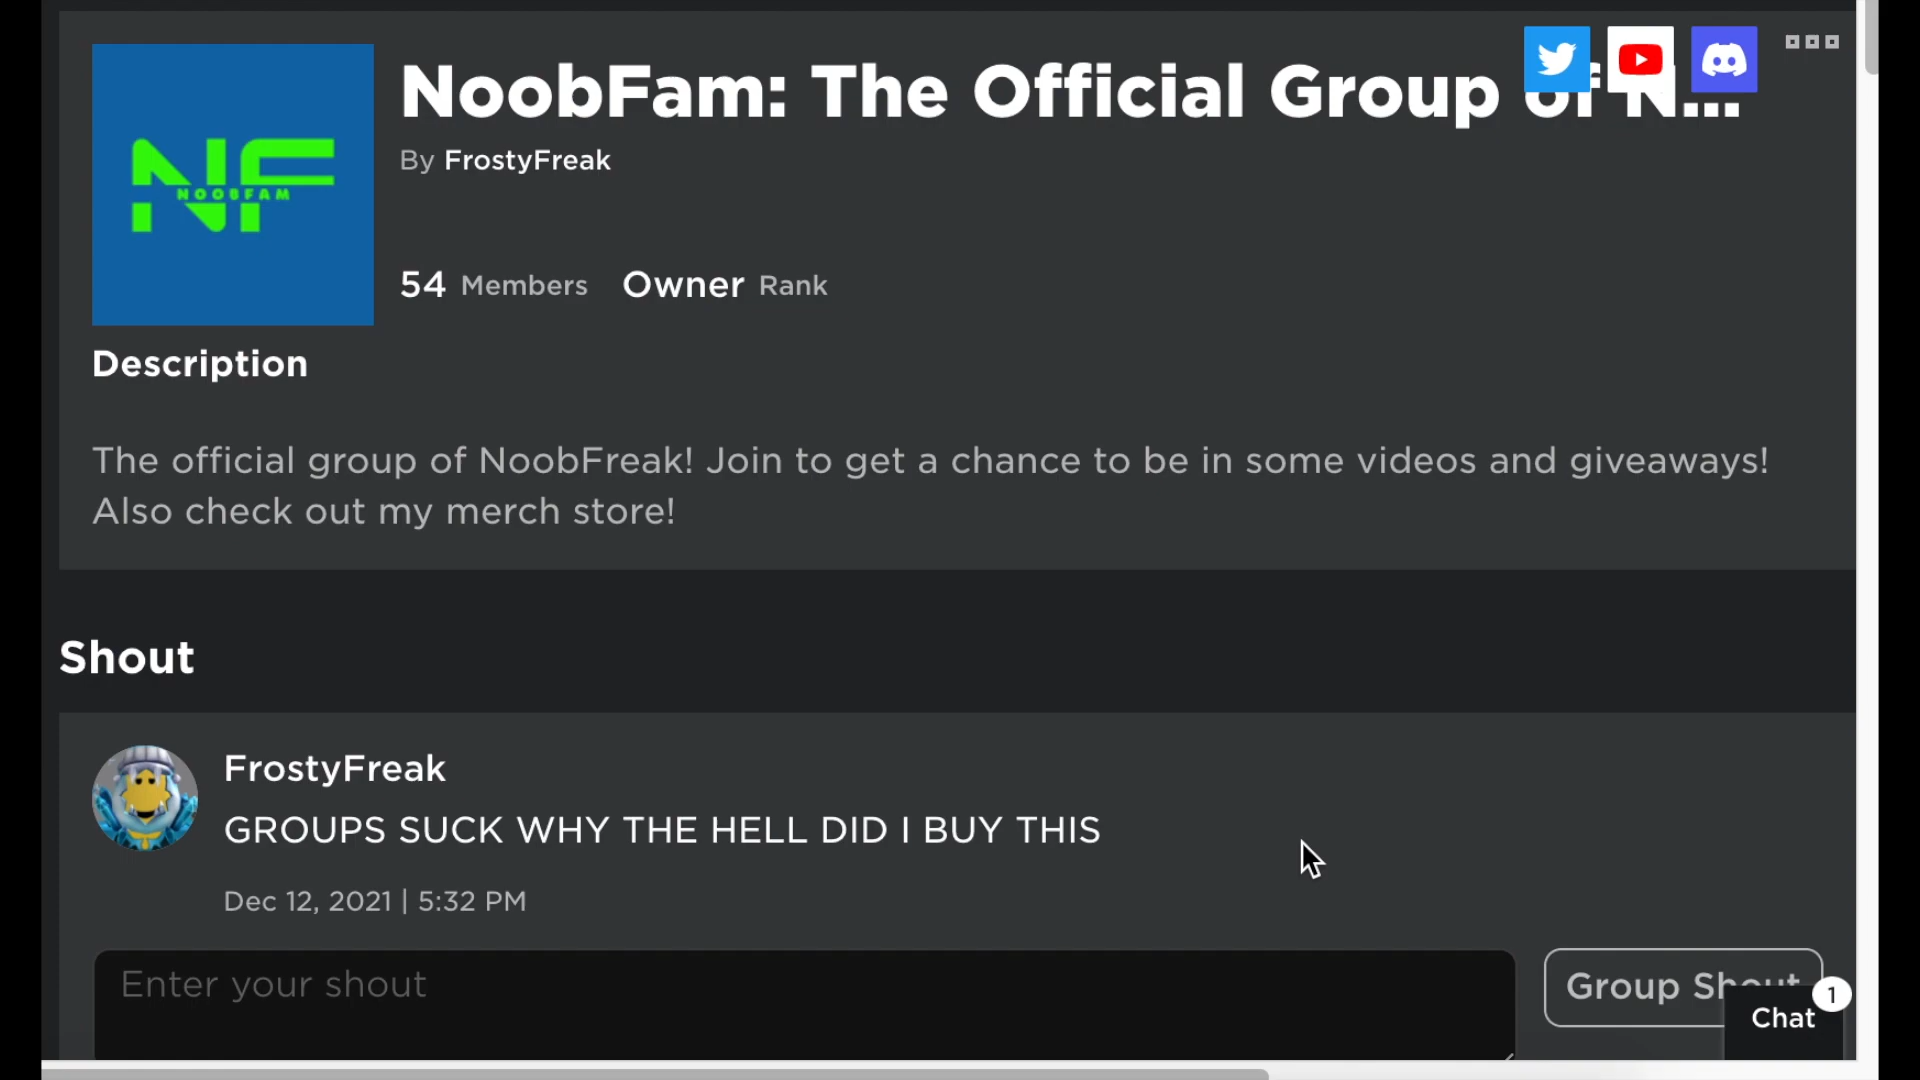 NoobFam: The Official Group of N...
By FrostyFreak
NF
NOOBFAM
54 Members Owner Rank
Description
The official group of NoobFreak! Join to get a chance to be in some videos and giveaways!
Also check out my merch store!
Shout
FrostyFreak
GROUPS SUCK WHY THE HELL DID I BUY THIS
Dec 12, 2021 | 5:32 PM
Enter your shout
Group Shout
Chat
1